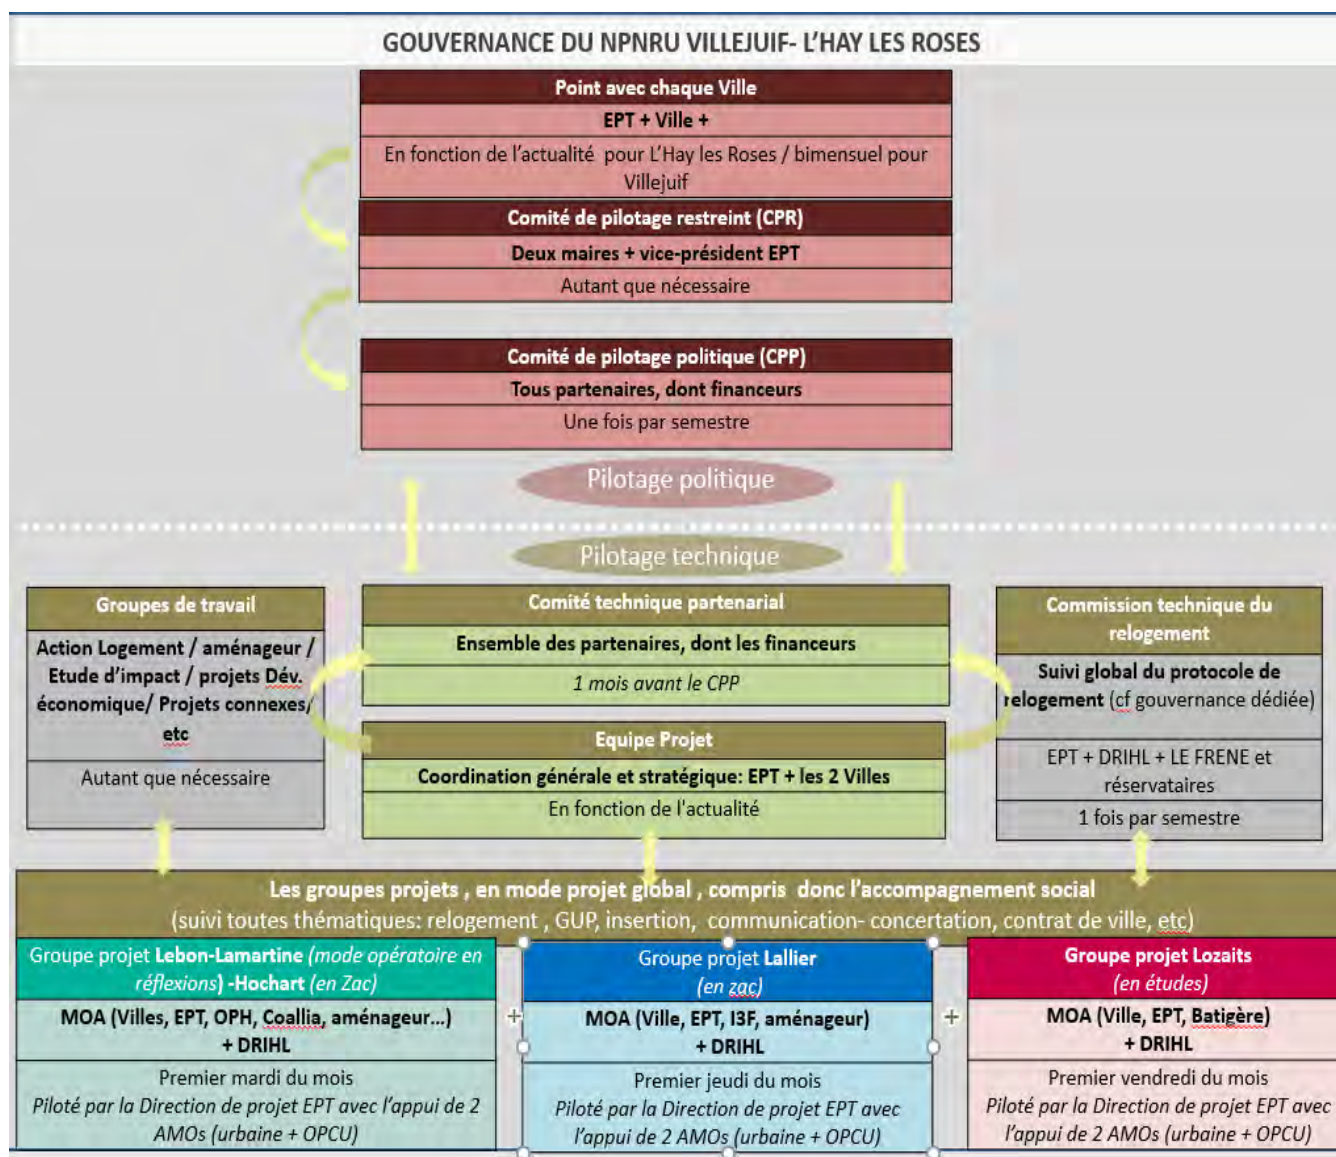 GOUVERNANCE DU NPNRU VILLEJUIF- L'HAY LES ROSES
Point avec chaque Ville
EPT + Ville +
En fonction de l'actualité pour L'Hay les Roses / bimensuel pour
Villejuif
Comité de pilotage restreint (CPR)
Deux maires + vice-président EPT
Autant que nécessaire
Comité de pilotage politique (CPP)
Tous partenaires, dont financeurs
Une fois par semestre
Pilotage politique
Pilotage technique
Groupes de travail
Action Logement / aménageur /
Etude d'impact / projets Dév.
économique/ Projets connexes/
etc
Autant que nécessaire
Comité technique partenarial
Ensemble des partenaires, dont les financeurs
1 mois avant le CPP
Equipe Projet
Coordination générale et stratégique: EPT + les 2 Villes
En fonction de l'actualité
Commission technique du
relogement
Suivi global du protocole de
relogement (cf gouvernance dédiée)
EPT + DRIHL + LE FRENE et
réservataires
1 fois par semestre
Les groupes projets , en mode projet global , compris donc l'accompagnement social
(suivi toutes thématiques: relogement , GUP, insertion, communication- concertation, contrat de ville, etc)
Groupe projet Lebon-Lamartine (mode opératoire en
réflexions) -Hochart (en Zac)
MOA (Villes, EPT, OPH, Coallia, aménageur...)
+ DRIHL
Premier mardi du mois
Piloté par la Direction de projet EPT avec l'appui de 2
AMOs (urbaine + OPCU)
Groupe projet Lallier
(en zac)
MOA (Ville, EPT, I3F, aménageur)
+ DRIHL
Premier jeudi du mois
Piloté par la Direction de projet EPT avec
l'appui de 2 AMOs (urbaine + OPCU)
Groupe projet Lozaits
(en études)
MOA (Ville, EPT, Batigère)
+ DRIHL
Premier vendredi du mois
Piloté par la Direction de projet EPT avec
l'appui de 2 AMOs (urbaine + OPCU)